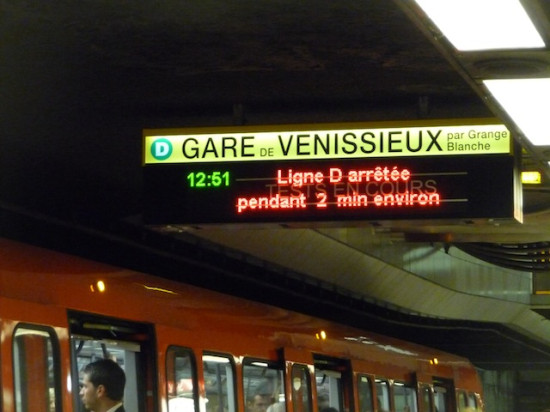 D GARE DE VENISSIEUX par Grange
Blanche
12:51 Ligne D arrêtée
TESTS EN COURS
pendant 2 min environ